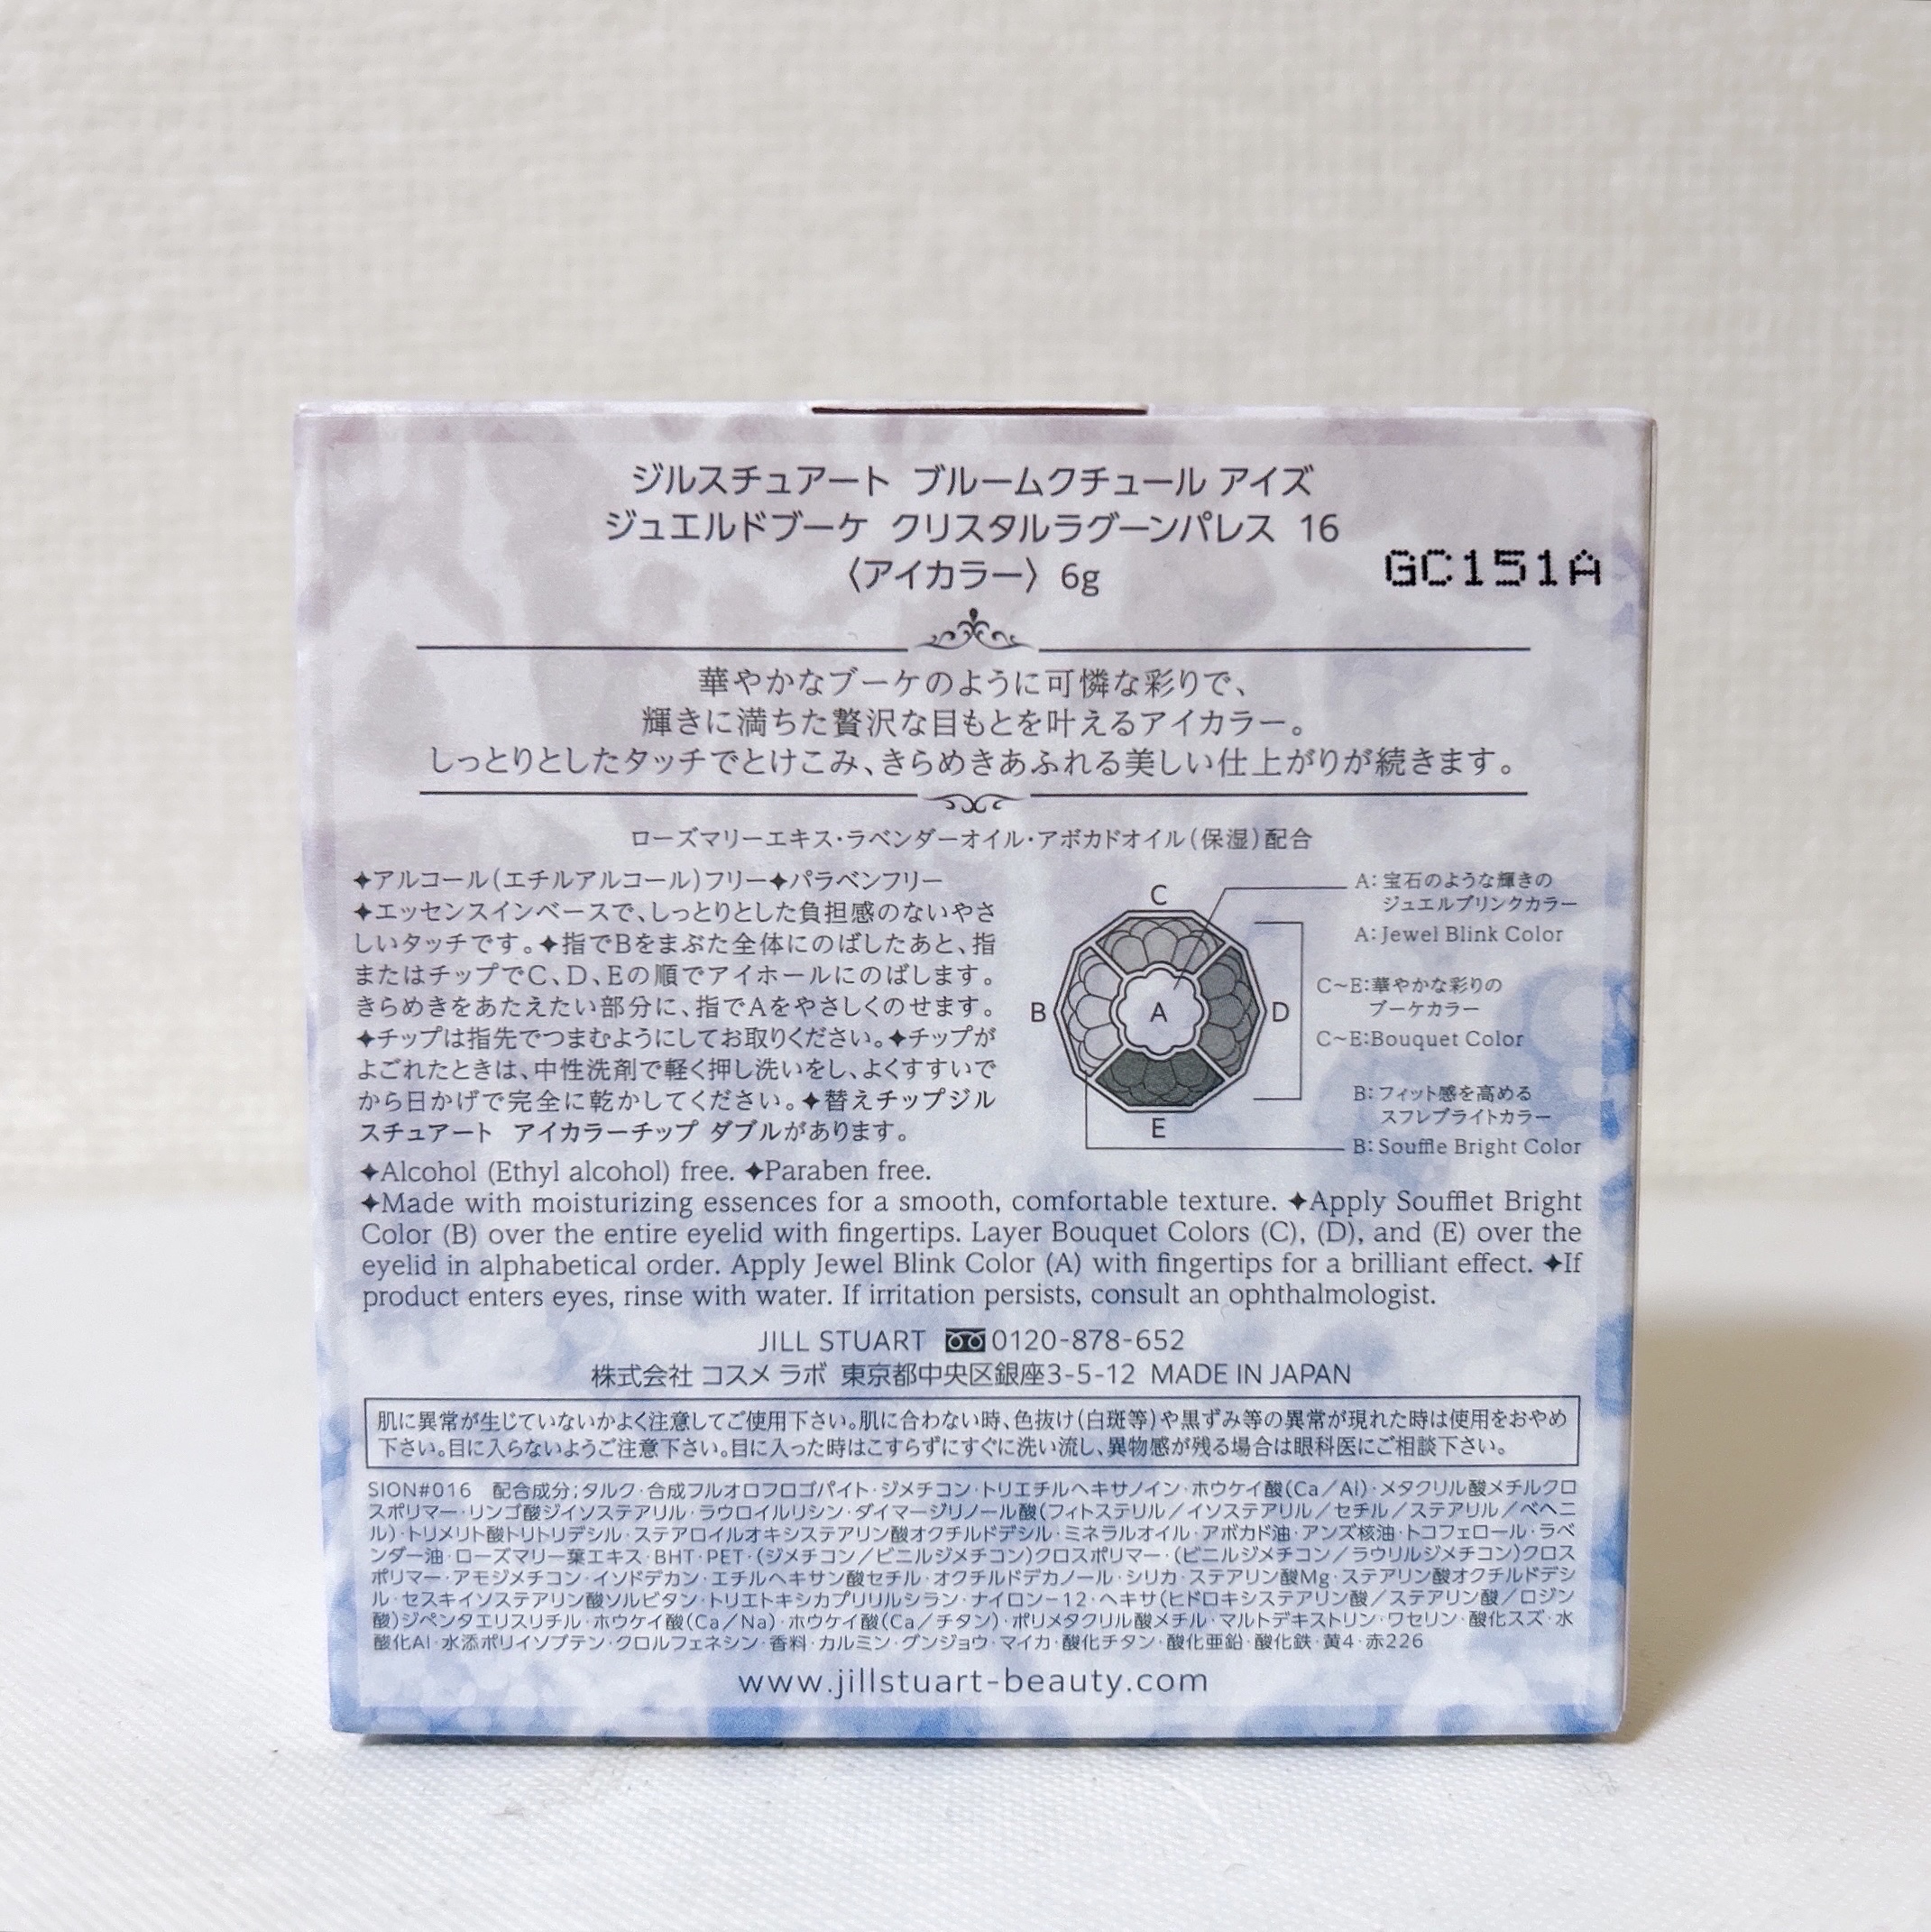 ジルスチュアート ブルームクチュール アイズ
ジュエルドブーケ クリスタルラグーンパレス 16
〈アイカラー〉6g
GC151A
華やかなブーケのように可憐な彩りで、
輝きに満ちた贅沢な目もとを叶えるアイカラー。
しっとりとしたタッチでとけこみ、きらめきあふれる美しい仕上がりが続きます。
ローズマリーエキス・ラベンダーオイル・アボカドオイル(保湿)配合
✦アルコール(エチルアルコール)フリー✦パラベンフリー
✦エッセンスインベースで、しっとりとした負担感のないやさ
しいタッチです。✦指でBをまぶた全体にのばしたあと、指
またはチップでC、D、Eの順でアイホールにのばします。
きらめきをあたえたい部分に、指でAをやさしくのせます。
✦チップは指先でつまむようにしてお取りください。✦チップが
よごれたときは、中性洗剤で軽く押し洗いをし、よくすすいで
から日かげで完全に乾かしてください。✦替えチップジル
スチュアート アイカラーチップ ダブルがあります。
C
B
A
D
E
A:宝石のような輝きの
ジュエルブリンクカラー
A:Jewel Blink Color
C~E:華やかな彩りの
ブーケカラー
C~E:Bouquet Color
B:フィット感を高める
スフレブライトカラー
B:Souffle Bright Color
✦Alcohol (Ethyl alcohol) free. ✦Paraben free.
✦Made with moisturizing essences for a smooth, comfortable texture. ✦Apply Soufflet Bright
Color (B) over the entire eyelid with fingertips. Layer Bouquet Colors (C), (D), and (E) over the
eyelid in alphabetical order. Apply Jewel Blink Color (A) with fingertips for a brilliant effect. ✦If
product enters eyes, rinse with water. If irritation persists, consult an ophthalmologist.
JILL STUART 0120-878-652
株式会社 コスメ ラボ 東京都中央区銀座3-5-12 MADE IN JAPAN
肌に異常が生じていないかよく注意してご使用下さい。肌に合わない時、色抜け(白斑等)や黒ずみ等の異常が現れた時は使用をおやめ
下さい。目に入らないようご注意下さい。目に入った時はこすらずにすぐに洗い流し、異物感が残る場合は眼科医にご相談下さい。
SION#016 配合成分;タルク・合成フルオロフロゴパイト・ジメチコン・トリエチルヘキサノイン・ホウケイ酸(Ca/Al)・メタクリル酸メチルクロ
スポリマー・リンゴ酸ジイソステアリル・ラウロイルリシン・ダイマージリノール酸(フィトステリル/イソステアリル/セチル/ステアリル/ベヘニ
ル)・トリメリト酸トリトリデシル・ステアロイルオキシステアリン酸オクチルドデシル・ミネラルオイル・アボカド油・アンズ核油・トコフェロール・ラベ
ンダー油・ローズマリー葉エキス・BHT・PET・(ジメチコン/ビニルジメチコン)クロスポリマー・(ビニルジメチコン/ラウリルジメチコン)クロス
ポリマー・アモジメチコン・イソドデカン・エチルヘキサン酸セチル・オクチルドデカノール・シリカ・ステアリン酸Mg・ステアリン酸オクチルドデシ
ル・セスキイソステアリン酸ソルビタン・トリエトキシカプリリルシラン・ナイロン-12・ヘキサ(ヒドロキシステアリン酸/ステアリン酸/ロジン
酸)ジペンタエリスリチル・ホウケイ酸(Ca/Na)・ホウケイ酸(Ca/チタン)・ポリメタクリル酸メチル・マルトデキストリン・ワセリン・酸化スズ・水
酸化Al・水添ポリイソブテン・クロルフェネシン・香料・カルミン・グンジョウ・マイカ・酸化チタン・酸化亜鉛・酸化鉄・黄4・赤226
www.jillstuart-beauty.com